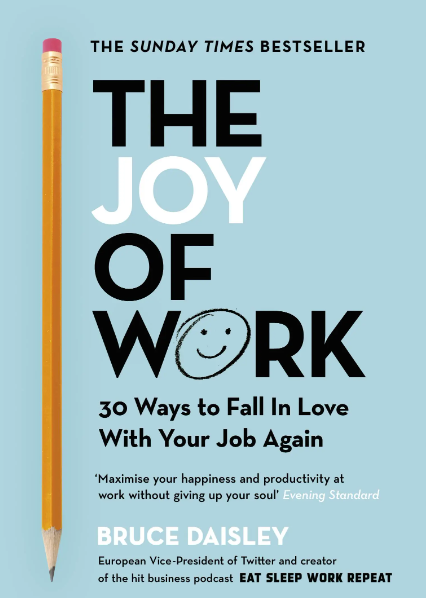 THE SUNDAY TIMES BESTSELLER
THE
JOY
OF
WORK
30 Ways to Fall In Love
With Your Job Again
‘Maximise your happiness and productivity at
work without giving up your soul’ Evening Standard
BRUCE DAISLEY
European Vice-President of Twitter and creator
of the hit business podcast EAT SLEEP WORK REPEAT